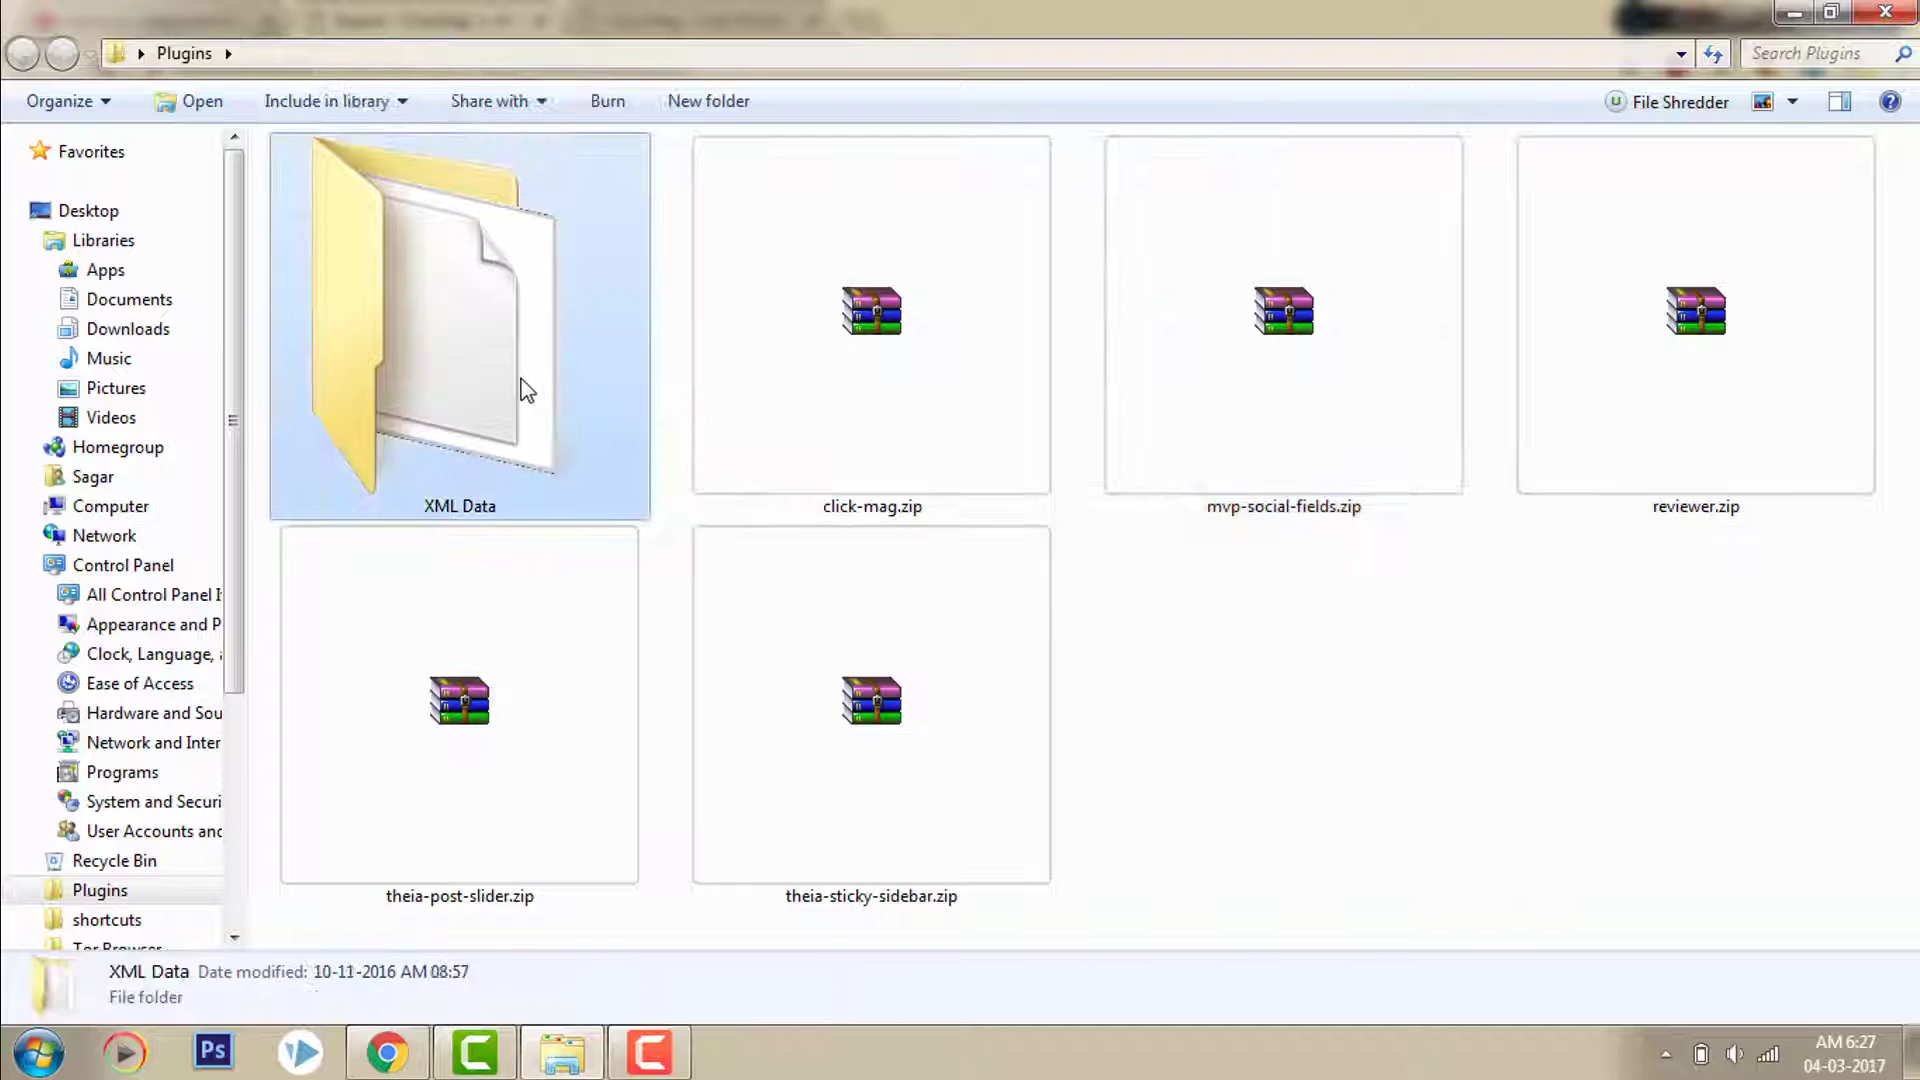 Plugins
Search Plugins
Organize
Open
Include in library
Share with
Burn
New folder
File Shredder
Favorites
Desktop
Libraries
Apps
Documents
Downloads
Music
Pictures
Videos
Homegroup
Sagar
Computer
Network
Control Panel
All Control Panel I
Appearance and P
Clock, Language,
Ease of Access
Hardware and Sou
Network and Inter
Programs
System and Securi
User Accounts and
Recycle Bin
Plugins
shortcuts
Tor Browser
XML Data
click-mag.zip
mvp-social-fields.zip
reviewer.zip
theia-post-slider.zip
theia-sticky-sidebar.zip
XML Data Date modified: 10-11-2016 AM 08:57
File folder
Ps
AM 6:27
04-03-2017